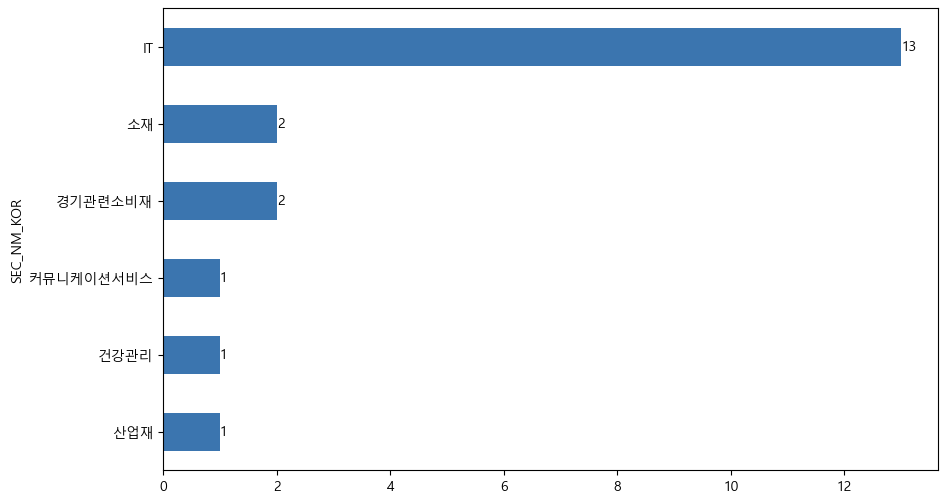 IT
13
소재
2
경기관련소비재
2
SEC_NM_KOR
커뮤니케이션서비스
1
건강관리
1
산업재
1
0 2 4 6 8 10 12